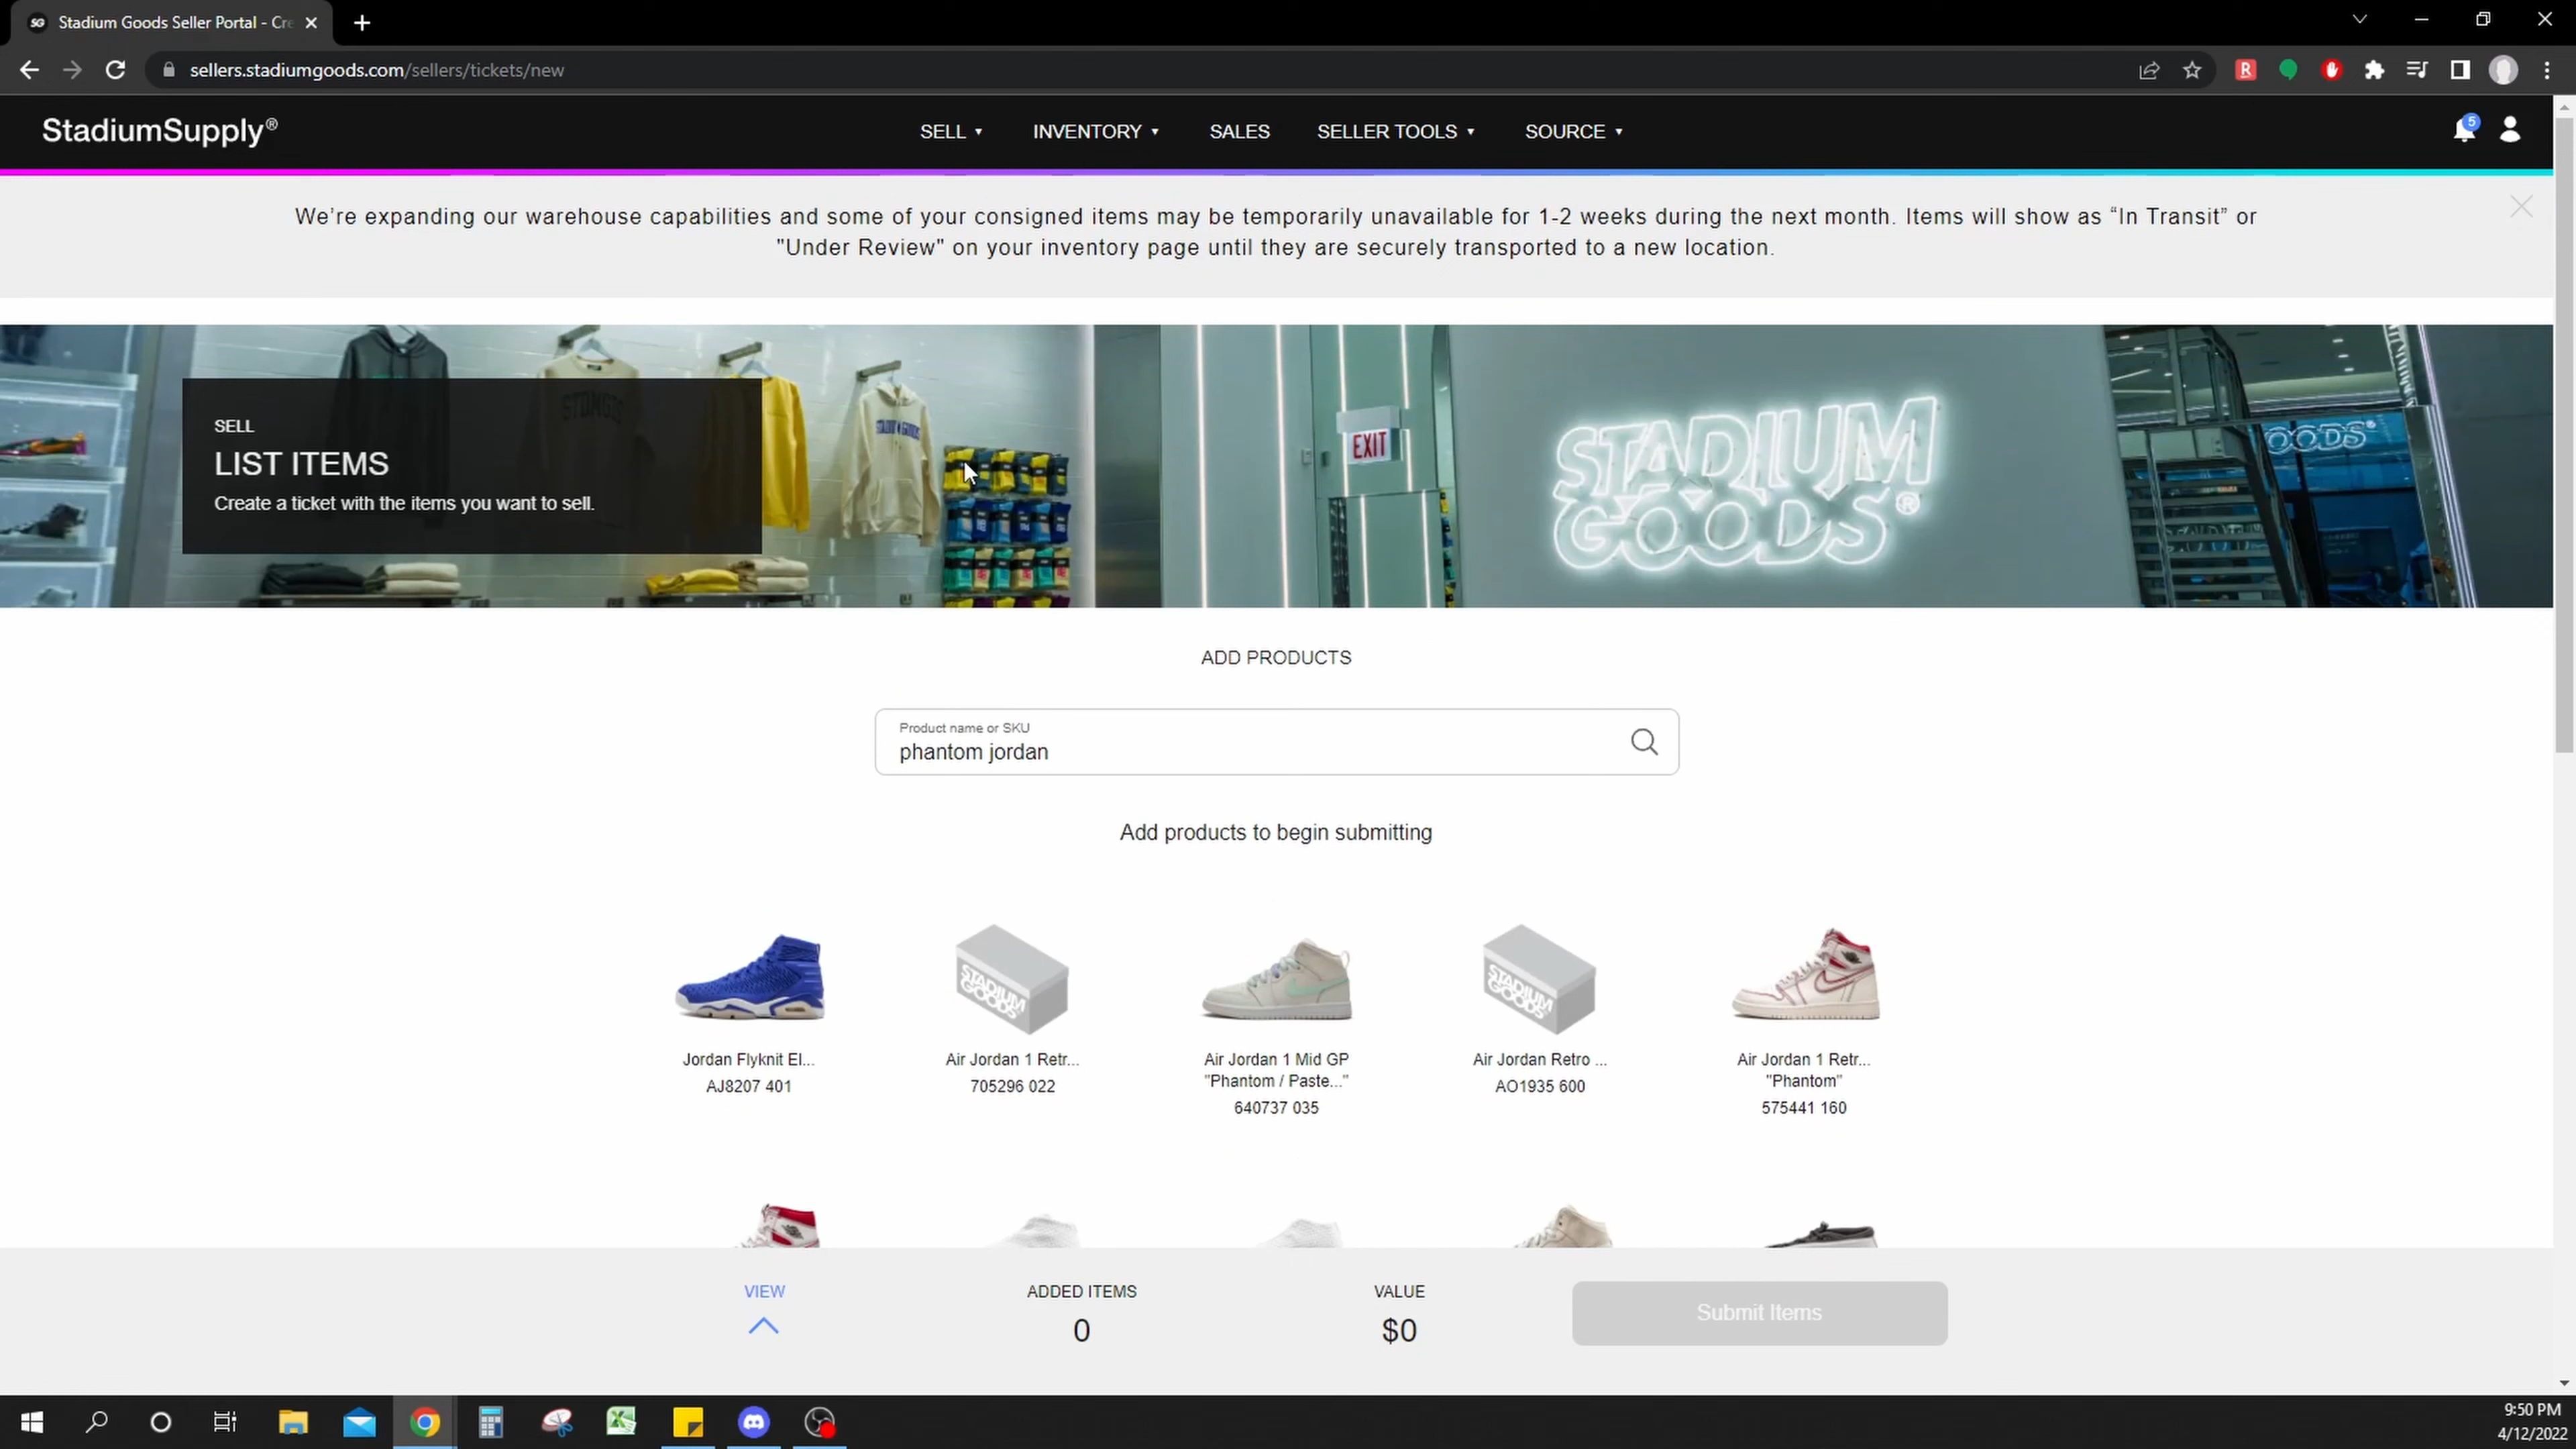 Stadium Goods Seller Portal - Cre
sellers.stadiumgoods.com/sellers/tickets/new
StadiumSupply®
SELL ▼ INVENTORY ▼ SALES SELLER TOOLS ▼ SOURCE ▼
5
We’re expanding our warehouse capabilities and some of your consigned items may be temporarily unavailable for 1-2 weeks during the next month. Items will show as “In Transit” or
"Under Review" on your inventory page until they are securely transported to a new location.
SELL
LIST ITEMS
Create a ticket with the items you want to sell.
EXIT
STADIUM
GOODS®
ADD PRODUCTS
Product name or SKU
phantom jordan
Add products to begin submitting
STADIUM
GOODS
STADIUM
GOODS
Jordan Flyknit El...
AJ8207 401
Air Jordan 1 Retr...
705296 022
Air Jordan 1 Mid GP
"Phantom / Paste..."
640737 035
Air Jordan Retro ...
AO1935 600
Air Jordan 1 Retr...
"Phantom"
575441 160
VIEW
ADDED ITEMS
0
VALUE
$0
Submit Items
9:50 PM
4/12/2022